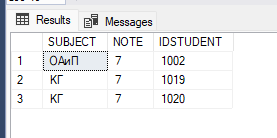 Results Messages
SUBJECT NOTE IDSTUDENT
1 ОАиП 7 1002
2 КГ 7 1019
3 КГ 7 1020